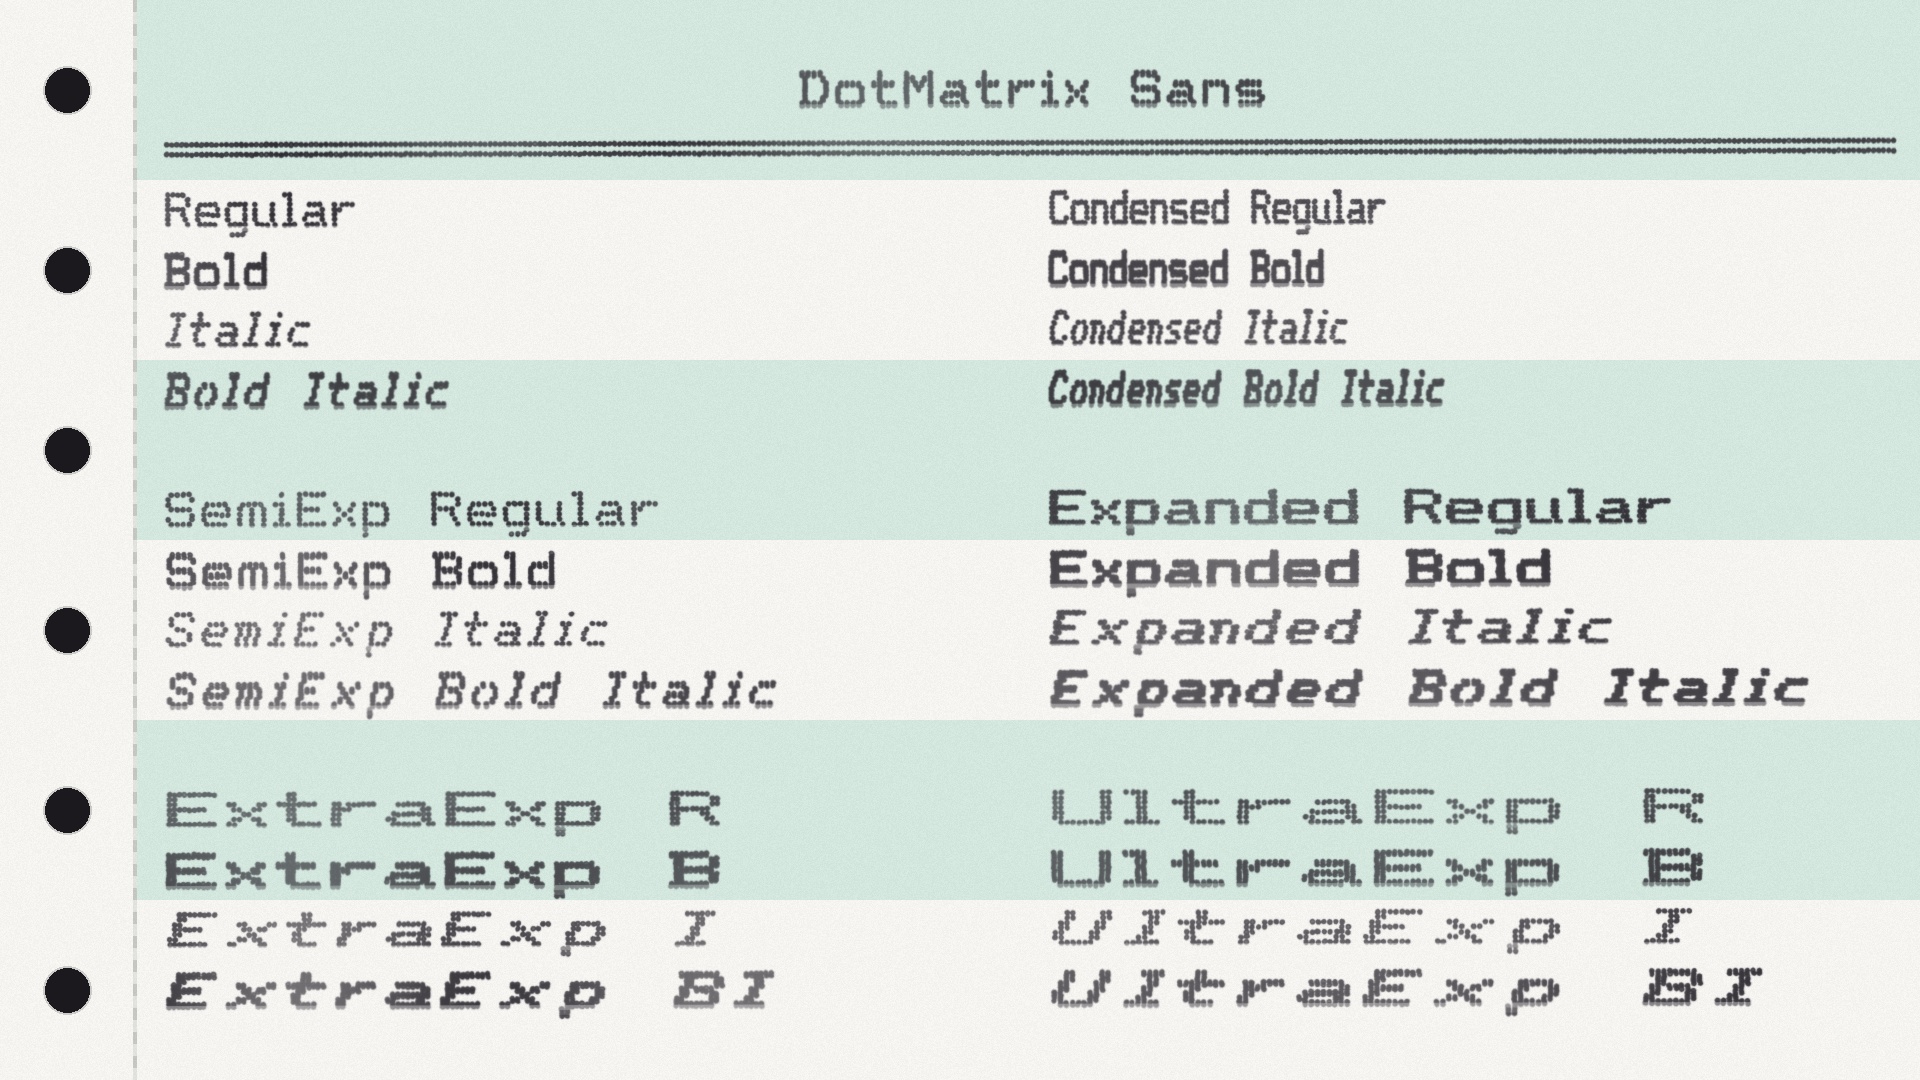 DotMatrix Sans
Regular
Bold
Italic
Bold Italic
Condensed Regular
Condensed Bold
Condensed Italic
Condensed Bold Italic
SemiExp Regular
SemiExp Bold
SemiExp Italic
SemiExp Bold Italic
Expanded Regular
Expanded Bold
Expanded Italic
Expanded Bold Italic
ExtraExp R
ExtraExp B
ExtraExp I
ExtraExp BI
UltraExp R
UltraExp B
UltraExp I
UltraExp BI